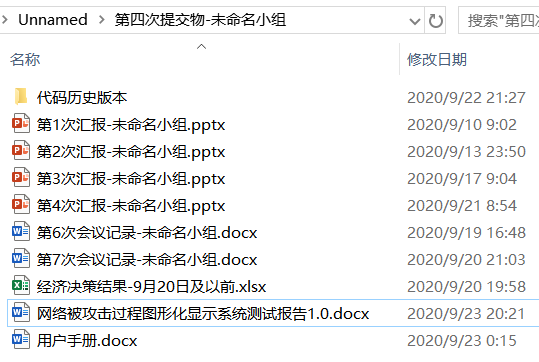 Unnamed > 第四次提交物-未命名小组 搜索"第四次
名称 修改日期
代码历史版本 2020/9/22 21:27
第1次汇报-未命名小组.pptx 2020/9/10 9:02
第2次汇报-未命名小组.pptx 2020/9/13 23:50
第3次汇报-未命名小组.pptx 2020/9/17 9:04
第4次汇报-未命名小组.pptx 2020/9/21 8:54
第6次会议记录-未命名小组.docx 2020/9/19 16:48
第7次会议记录-未命名小组.docx 2020/9/20 21:03
经济决策结果-9月20日及以前.xlsx 2020/9/20 19:58
网络被攻击过程图形化显示系统测试报告1.0.docx 2020/9/23 20:21
用户手册.docx 2020/9/23 0:15